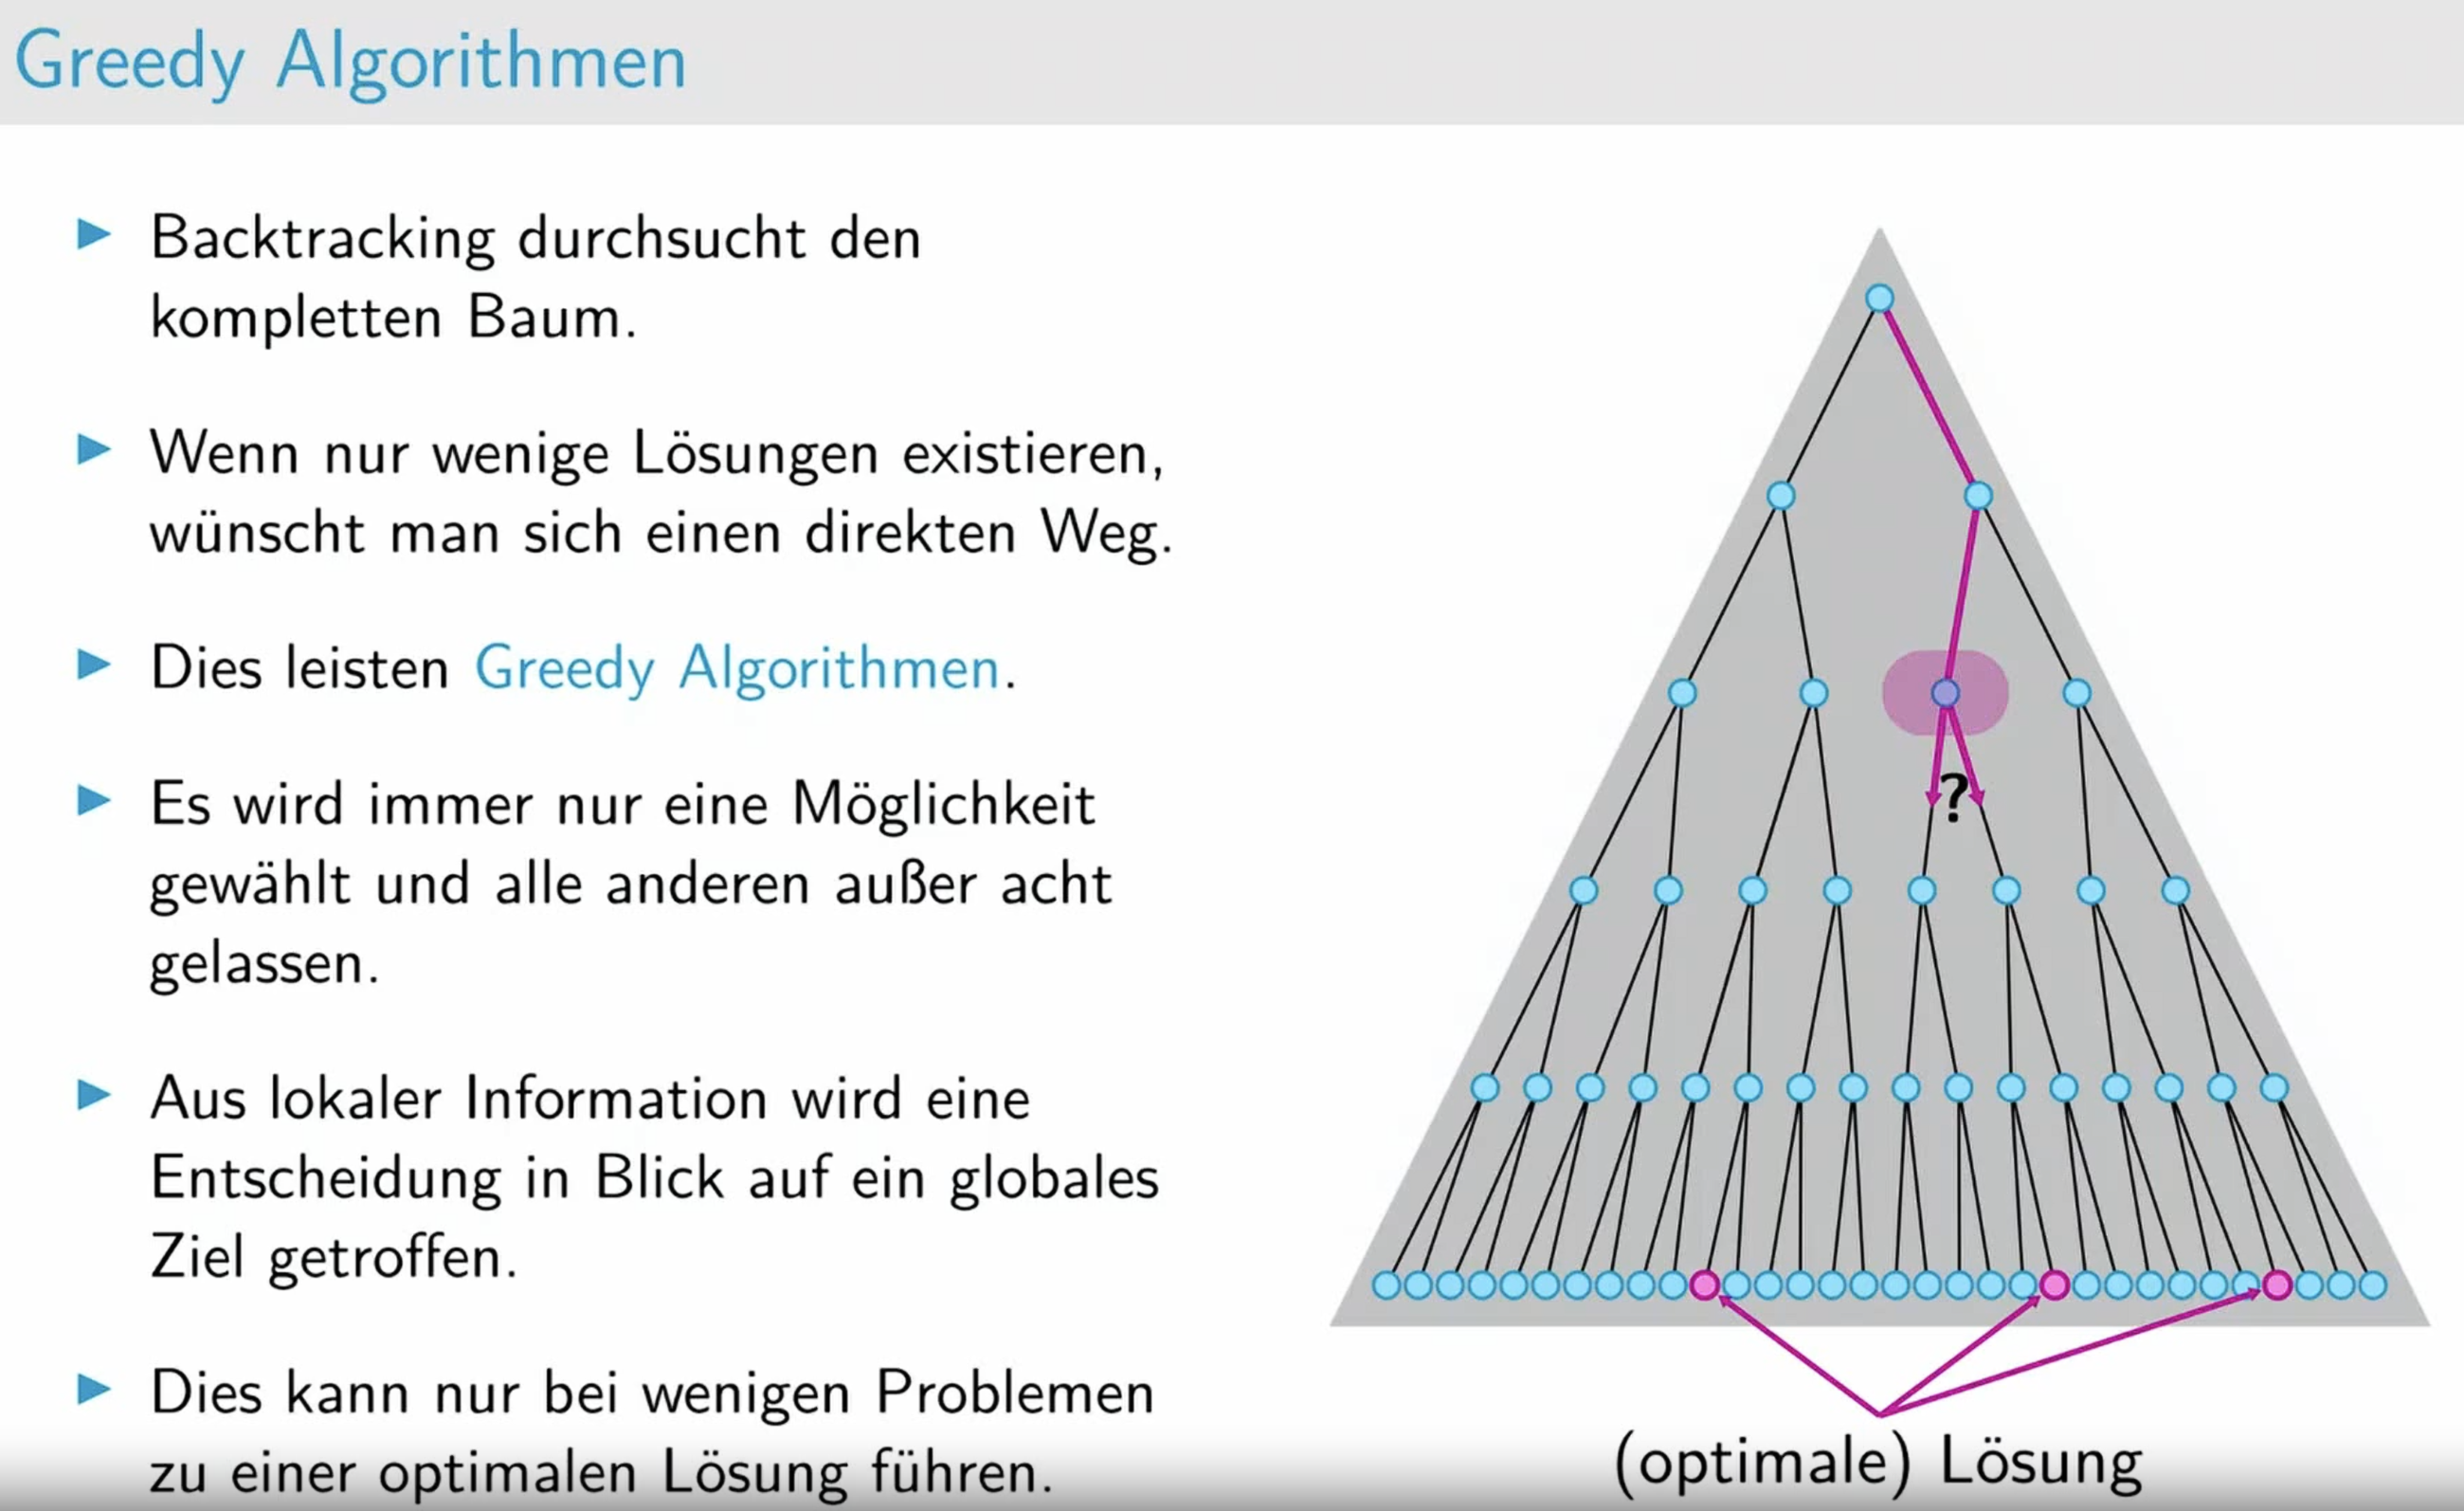 Greedy Algorithmen
Backtracking durchsucht den
kompletten Baum.
Wenn nur wenige Lösungen existieren,
wünscht man sich einen direkten Weg.
Dies leisten Greedy Algorithmen.
Es wird immer nur eine Möglichkeit
gewählt und alle anderen außer acht
gelassen.
Aus lokaler Information wird eine
Entscheidung in Blick auf ein globales
Ziel getroffen.
Dies kann nur bei wenigen Problemen
zu einer optimalen Lösung führen.
?
(optimale) Lösung